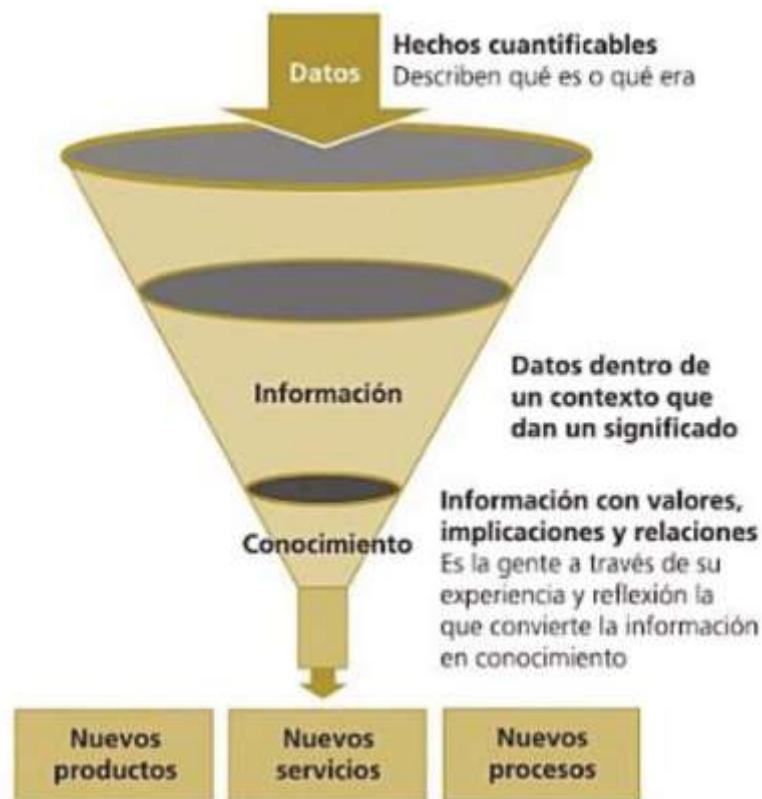 Datos
Hechos cuantificables
Describen qué es o qué era
Información
Datos dentro de
un contexto que
dan un significado
Conocimiento
Información con valores,
implicaciones y relaciones
Es la gente a través de su
experiencia y reflexión la
que convierte la información
en conocimiento
Nuevos
productos
Nuevos
servicios
Nuevos
procesos